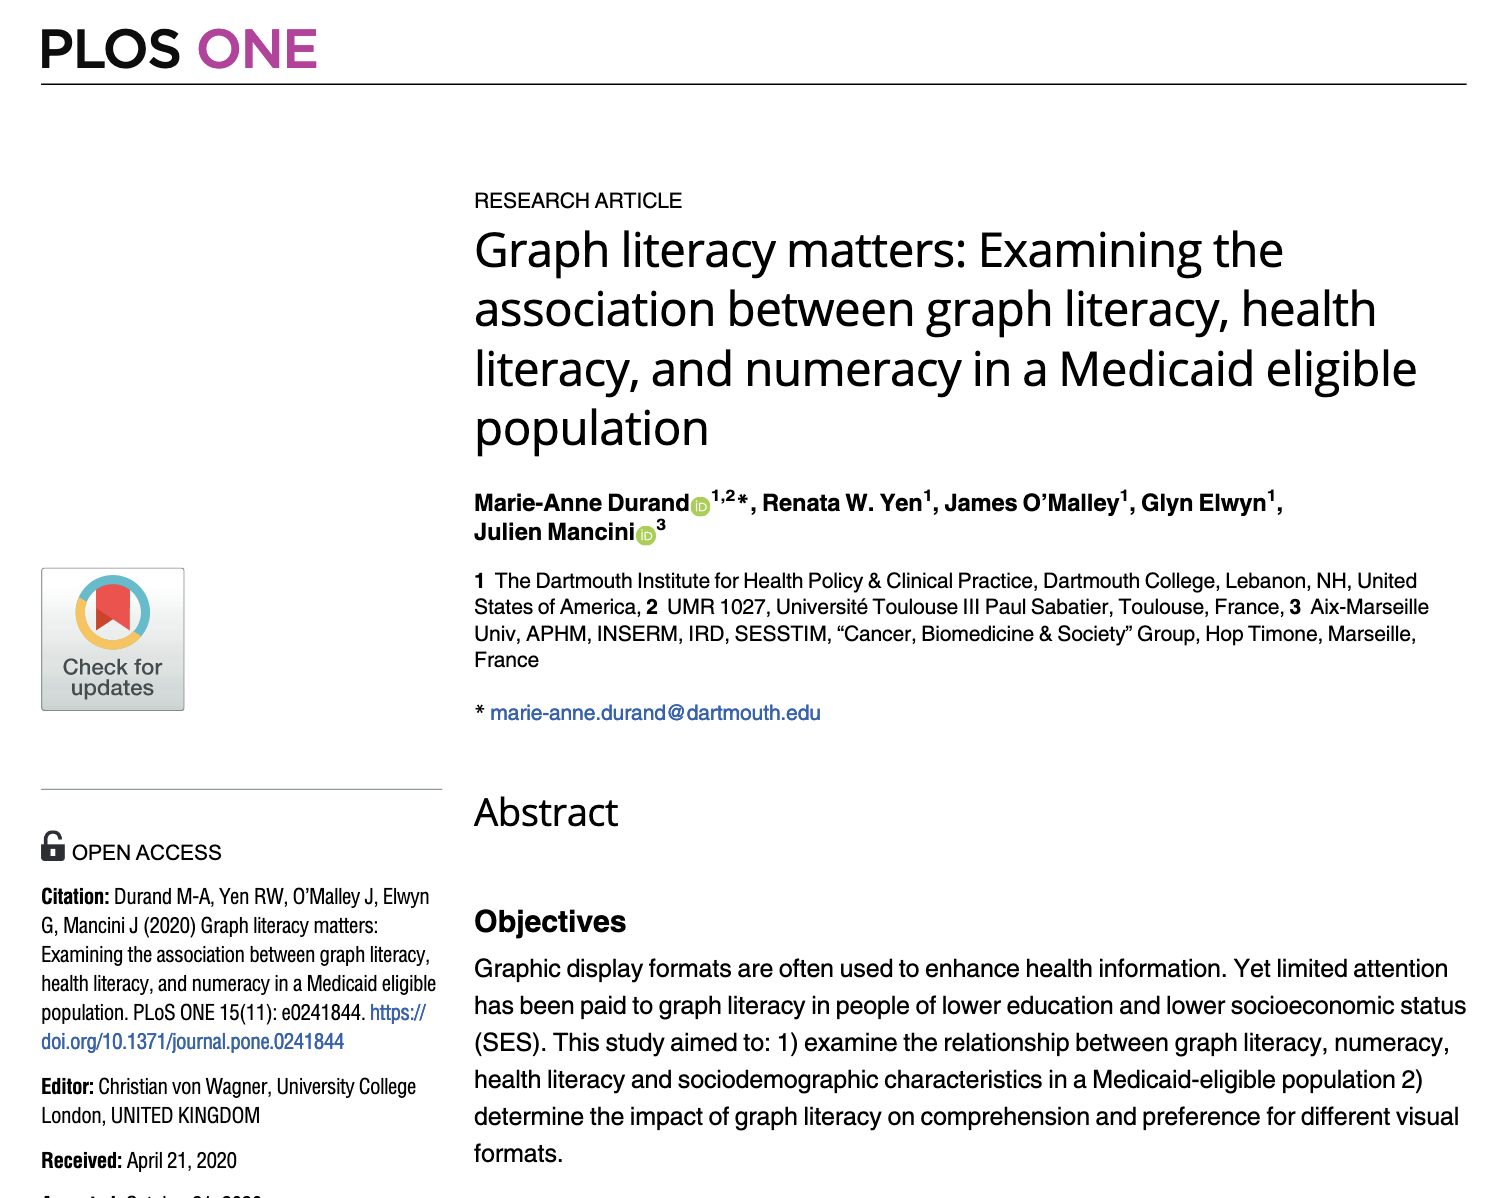 PLOS ONE
RESEARCH ARTICLE
Graph literacy matters: Examining the
association between graph literacy, health
literacy, and numeracy in a Medicaid eligible
population
Marie-Anne Durand iD 1,2*, Renata W. Yen1, James O’Malley1, Glyn Elwyn1,
Julien Mancini iD 3
1 The Dartmouth Institute for Health Policy & Clinical Practice, Dartmouth College, Lebanon, NH, United
States of America, 2 UMR 1027, Université Toulouse III Paul Sabatier, Toulouse, France, 3 Aix-Marseille
Univ, APHM, INSERM, IRD, SESSTIM, “Cancer, Biomedicine & Society” Group, Hop Timone, Marseille,
France
* marie-anne.durand@dartmouth.edu
Check for
updates
OPEN ACCESS
Citation: Durand M-A, Yen RW, O’Malley J, Elwyn
G, Mancini J (2020) Graph literacy matters:
Examining the association between graph literacy,
health literacy, and numeracy in a Medicaid eligible
population. PLoS ONE 15(11): e0241844. https://
doi.org/10.1371/journal.pone.0241844
Editor: Christian von Wagner, University College
London, UNITED KINGDOM
Received: April 21, 2020
Abstract
Objectives
Graphic display formats are often used to enhance health information. Yet limited attention
has been paid to graph literacy in people of lower education and lower socioeconomic status
(SES). This study aimed to: 1) examine the relationship between graph literacy, numeracy,
health literacy and sociodemographic characteristics in a Medicaid-eligible population 2)
determine the impact of graph literacy on comprehension and preference for different visual
formats.